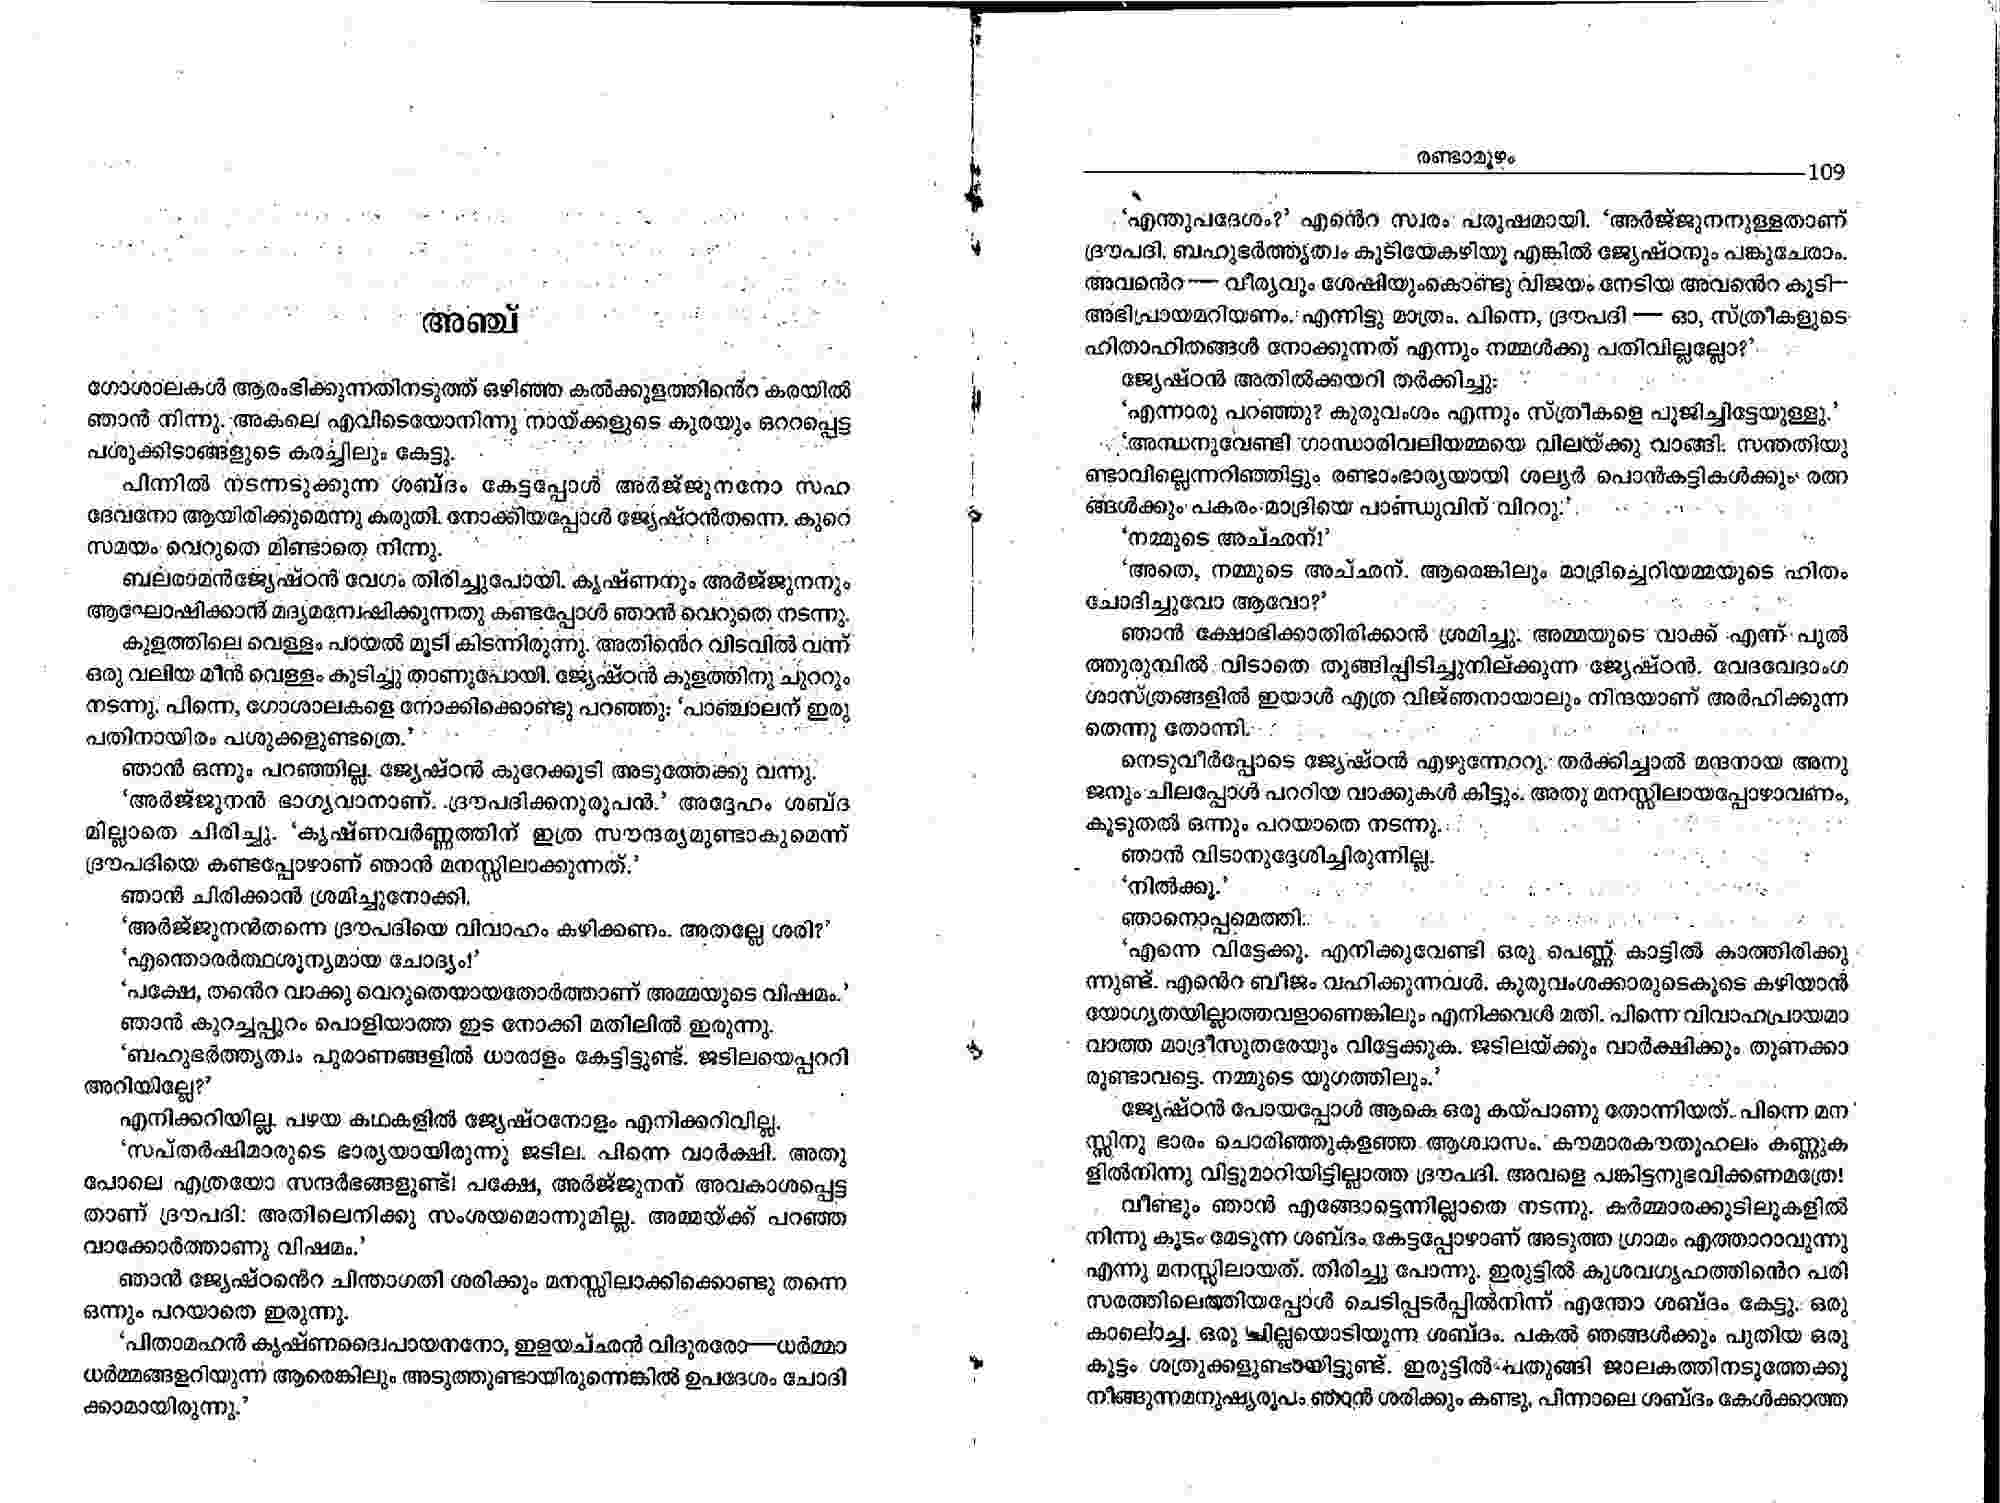 അഞ്ച്
ഗോശാലകൾ ആരംഭിക്കുന്നതിനടുത്ത് ഒഴിഞ്ഞ കൽക്കുളത്തിൻെറ കരയിൽ
ഞാൻ നിന്നു. അകലെ എവിടെയോനിന്നു നായ്ക്കളുടെ കുരയും ഒററപ്പെട്ട
പശുക്കിടാങ്ങളുടെ കരച്ചിലും കേട്ടു.
പിന്നിൽ നടന്നടുക്കുന്ന ശബ്ദം കേട്ടപ്പോൾ അർജ്ജുനനോ സഹ
ദേവനോ ആയിരിക്കുമെന്നു കരുതി. നോക്കിയപ്പോൾ ജ്യേഷ്ഠൻതന്നെ. കുറെ
സമയം വെറുതെ മിണ്ടാതെ നിന്നു.
ബലരാമൻജ്യേഷ്ഠൻ വേഗം തിരിച്ചുപോയി. കൃഷ്ണനും അർജ്ജുനനും
ആഘോഷിക്കാൻ മദ്യമന്വേഷിക്കുന്നതു കണ്ടപ്പോൾ ഞാൻ വെറുതെ നടന്നു.
കുളത്തിലെ വെള്ളം പായൽ മൂടി കിടന്നിരുന്നു. അതിൻെറ വിടവിൽ വന്ന്
ഒരു വലിയ മീൻ വെള്ളം കുടിച്ചു താണുപോയി. ജ്യേഷ്ഠൻ കുളത്തിനു ചുററും
നടന്നു. പിന്നെ, ഗോശാലകളെ നോക്കിക്കൊണ്ടു പറഞ്ഞു: ‘പാഞ്ചാലന് ഇരു
പതിനായിരം പശുക്കളുണ്ടത്രെ.’
ഞാൻ ഒന്നും പറഞ്ഞില്ല. ജ്യേഷ്ഠൻ കുറേക്കൂടി അടുത്തേക്കു വന്നു.
‘അർജ്ജുനൻ ഭാഗ്യവാനാണ്. ദ്രൗപദിക്കനുരൂപൻ.’ അദ്ദേഹം ശബ്ദ
മില്ലാതെ ചിരിച്ചു. ‘കൃഷ്ണവർണ്ണത്തിന് ഇത്ര സൗന്ദര്യമുണ്ടാകുമെന്ന്
ദ്രൗപദിയെ കണ്ടപ്പോഴാണ് ഞാൻ മനസ്സിലാക്കുന്നത്.’
ഞാൻ ചിരിക്കാൻ ശ്രമിച്ചുനോക്കി.
‘അർജ്ജുനൻതന്നെ ദ്രൗപദിയെ വിവാഹം കഴിക്കണം. അതല്ലേ ശരി?’
‘എന്തൊരർത്ഥശൂന്യമായ ചോദ്യം!’
‘പക്ഷേ, തൻെറ വാക്കു വെറുതെയായതോർത്താണ് അമ്മയുടെ വിഷമം.’
ഞാൻ കുറച്ചപ്പുറം പൊളിയാത്ത ഇട നോക്കി മതിലിൽ ഇരുന്നു.
‘ബഹുഭർത്തൃത്വം പുരാണങ്ങളിൽ ധാരാളം കേട്ടിട്ടുണ്ട്. ജടിലയെപ്പററി
അറിയില്ലേ?’
എനിക്കറിയില്ല. പഴയ കഥകളിൽ ജ്യേഷ്ഠനോളം എനിക്കറിവില്ല.
‘സപ്തർഷിമാരുടെ ഭാര്യയായിരുന്നു ജടില. പിന്നെ വാർക്ഷി. അതു
പോലെ എത്രയോ സന്ദർഭങ്ങളുണ്ട്! പക്ഷേ, അർജ്ജുനന് അവകാശപ്പെട്ട
താണ് ദ്രൗപദി. അതിലെനിക്കു സംശയമൊന്നുമില്ല. അമ്മയ്ക്ക് പറഞ്ഞ
വാക്കോർത്താണു വിഷമം.’
ഞാൻ ജ്യേഷ്ഠൻെറ ചിന്താഗതി ശരിക്കും മനസ്സിലാക്കിക്കൊണ്ടു തന്നെ
ഒന്നും പറയാതെ ഇരുന്നു.
‘പിതാമഹൻ കൃഷ്ണദ്വൈപായനനോ, ഇളയച്ഛൻ വിദുരരോ—ധർമ്മാ
ധർമ്മങ്ങളറിയുന്ന ആരെങ്കിലും അടുത്തുണ്ടായിരുന്നെങ്കിൽ ഉപദേശം ചോദി
ക്കാമായിരുന്നു.’
രണ്ടാമൂഴം
109
‘എന്തുപദേശം?’ എൻെറ സ്വരം പരുഷമായി. ‘അർജ്ജുനനുള്ളതാണ്
ദ്രൗപദി. ബഹുഭർത്തൃത്വം കൂടിയേകഴിയൂ എങ്കിൽ ജ്യേഷ്ഠനും പങ്കുചേരാം.
അവൻെറ — വീര്യവും ശേഷിയുംകൊണ്ടു വിജയം നേടിയ അവൻെറ കൂടി—
അഭിപ്രായമറിയണം. എന്നിട്ടു മാത്രം. പിന്നെ, ദ്രൗപദി — ഓ, സ്ത്രീകളുടെ
ഹിതാഹിതങ്ങൾ നോക്കുന്നത് എന്നും നമ്മൾക്കു പതിവില്ലല്ലോ?’
ജ്യേഷ്ഠൻ അതിൽക്കയറി തർക്കിച്ചു:
‘എന്നാരു പറഞ്ഞു? കുരുവംശം എന്നും സ്ത്രീകളെ പൂജിച്ചിട്ടേയുള്ളു.’
‘അന്ധനുവേണ്ടി ഗാന്ധാരിവലിയമ്മയെ വിലയ്ക്കു വാങ്ങി. സന്തതിയു
ണ്ടാവില്ലെന്നറിഞ്ഞിട്ടും രണ്ടാംഭാര്യയായി ശല്യർ പൊൻകട്ടികൾക്കും രത്ന
ങ്ങൾക്കും പകരം മാദ്രിയെ പാണ്ഡുവിന് വിററു.’
‘നമ്മുടെ അച്ഛന്!’
‘അതെ, നമ്മുടെ അച്ഛന്. ആരെങ്കിലും മാദ്രിച്ചെറിയമ്മയുടെ ഹിതം
ചോദിച്ചുവോ ആവോ?’
ഞാൻ ക്ഷോഭിക്കാതിരിക്കാൻ ശ്രമിച്ചു. അമ്മയുടെ വാക്ക് എന്ന് പുൽ
ത്തുരുമ്പിൽ വിടാതെ തൂങ്ങിപ്പിടിച്ചുനില്ക്കുന്ന ജ്യേഷ്ഠൻ. വേദവേദാംഗ
ശാസ്ത്രങ്ങളിൽ ഇയാൾ എത്ര വിജ്ഞനായാലും നിന്ദയാണ് അർഹിക്കുന്ന
തെന്നു തോന്നി.
നെടുവീർപ്പോടെ ജ്യേഷ്ഠൻ എഴുന്നേററു. തർക്കിച്ചാൽ മന്ദനായ അനു
ജനും ചിലപ്പോൾ പററിയ വാക്കുകൾ കിട്ടും. അതു മനസ്സിലായപ്പോഴാവണം,
കൂടുതൽ ഒന്നും പറയാതെ നടന്നു.
ഞാൻ വിടാനുദ്ദേശിച്ചിരുന്നില്ല.
‘നിൽക്കൂ.’
ഞാനൊപ്പമെത്തി.
‘എന്നെ വിട്ടേക്കൂ. എനിക്കുവേണ്ടി ഒരു പെണ്ണ് കാട്ടിൽ കാത്തിരിക്കു
ന്നുണ്ട്. എൻെറ ബീജം വഹിക്കുന്നവൾ. കുരുവംശക്കാരുടെകൂടെ കഴിയാൻ
യോഗ്യതയില്ലാത്തവളാണെങ്കിലും എനിക്കവൾ മതി. പിന്നെ വിവാഹപ്രായമാ
വാത്ത മാദ്രീസുതരേയും വിട്ടേക്കുക. ജടിലയ്ക്കും വാർക്ഷിക്കും തുണക്കാ
രുണ്ടാവട്ടെ. നമ്മുടെ യുഗത്തിലും.’
ജ്യേഷ്ഠൻ പോയപ്പോൾ ആകെ ഒരു കയ്പാണു തോന്നിയത്. പിന്നെ മന
സ്സിനു ഭാരം ചൊരിഞ്ഞുകളഞ്ഞ ആശ്വാസം. കൗമാരകൗതൂഹലം കണ്ണുക
ളിൽനിന്നു വിട്ടുമാറിയിട്ടില്ലാത്ത ദ്രൗപദി. അവളെ പങ്കിട്ടനുഭവിക്കണമത്രേ!
വീണ്ടും ഞാൻ എങ്ങോട്ടെന്നില്ലാതെ നടന്നു. കർമ്മാരക്കുടിലുകളിൽ
നിന്നു കൂടം മേടുന്ന ശബ്ദം കേട്ടപ്പോഴാണ് അടുത്ത ഗ്രാമം എത്താറാവുന്നു
എന്നു മനസ്സിലായത്. തിരിച്ചു പോന്നു. ഇരുട്ടിൽ കുശവഗൃഹത്തിൻെറ പരി
സരത്തിലെത്തിയപ്പോൾ ചെടിപ്പടർപ്പിൽനിന്ന് എന്തോ ശബ്ദം കേട്ടു. ഒരു
കാലൊച്ച. ഒരു ചില്ലയൊടിയുന്ന ശബ്ദം. പകൽ ഞങ്ങൾക്കും പുതിയ ഒരു
കൂട്ടം ശത്രുക്കളുണ്ടായിട്ടുണ്ട്. ഇരുട്ടിൽ പതുങ്ങി ജാലകത്തിനടുത്തേക്കു
നീങ്ങുന്നമനുഷ്യരൂപം ഞാൻ ശരിക്കും കണ്ടു. പിന്നാലെ ശബ്ദം കേൾക്കാത്ത